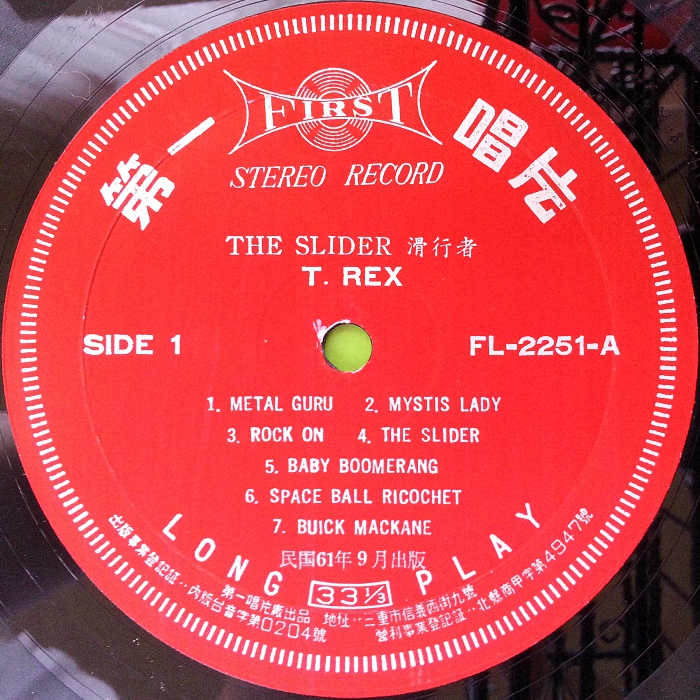 FIRST
第一唱片
STEREO RECORD
THE SLIDER 滑行者
T. REX
SIDE 1
FL-2251-A
1. METAL GURU 2. MYSTIS LADY
3. ROCK ON 4. THE SLIDER
5. BABY BOOMERANG
6. SPACE BALL RICOCHET
7. BUICK MACKANE
LONG PLAY
民国61年9月出版
33 1/3
出版事業登記証‥內版台音字第0204號
第一唱片廠出品 地址‥三重市信義西街九號
營利事業登記証‥北縣商甲字第4947號